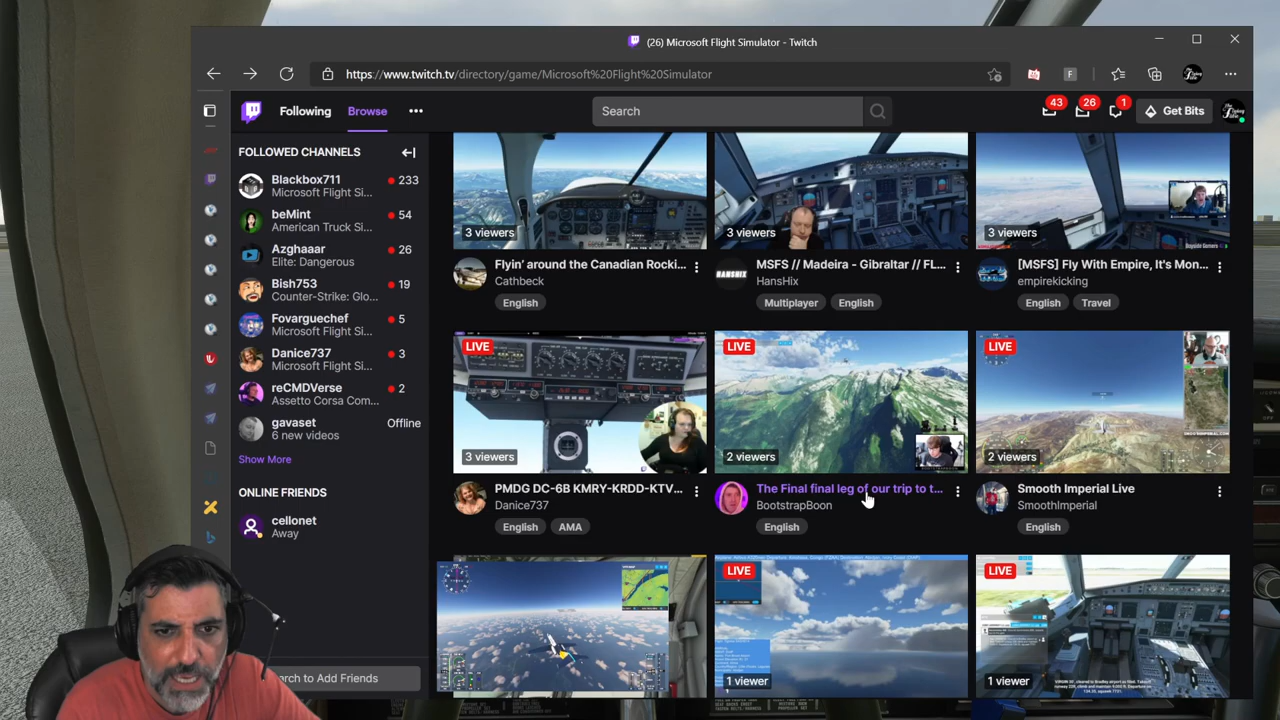 (26) Microsoft Flight Simulator - Twitch
https://www.twitch.tv/directory/game/Microsoft%20Flight%20Simulator
Following
Browse
Search
43
26
1
Get Bits
FOLLOWED CHANNELS
Blackbox711
233
Microsoft Flight Si...
beMint
54
American Truck Si...
Azghaaar
26
Elite: Dangerous
Bish753
19
Counter-Strike: Glo...
Fovarguechef
5
Microsoft Flight Si...
Danice737
3
Microsoft Flight Si...
reCMDVerse
2
Assetto Corsa Com...
gavaset
Offline
6 new videos
Show More
ONLINE FRIENDS
cellonet
Away
rch to Add Friends
3 viewers
Flyin' around the Canadian Rocki...
Cathbeck
English
3 viewers
HANSHIX
MSFS // Madeira - Gibraltar // FL...
HansHix
Multiplayer
English
3 viewers
[MSFS] Fly With Empire, It's Mon...
empirekicking
English
Travel
LIVE
3 viewers
PMDG DC-6B KMRY-KRDD-KTV...
Danice737
English
AMA
LIVE
2 viewers
The Final final leg of our trip to t...
BootstrapBoon
English
LIVE
2 viewers
Smooth Imperial Live
SmoothImperial
English
LIVE
1 viewer
LIVE
1 viewer